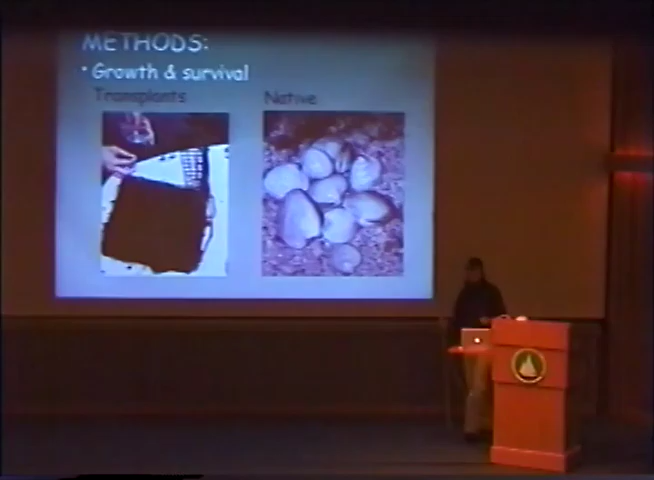 METHODS:
• Growth & survival
Transplants
Native